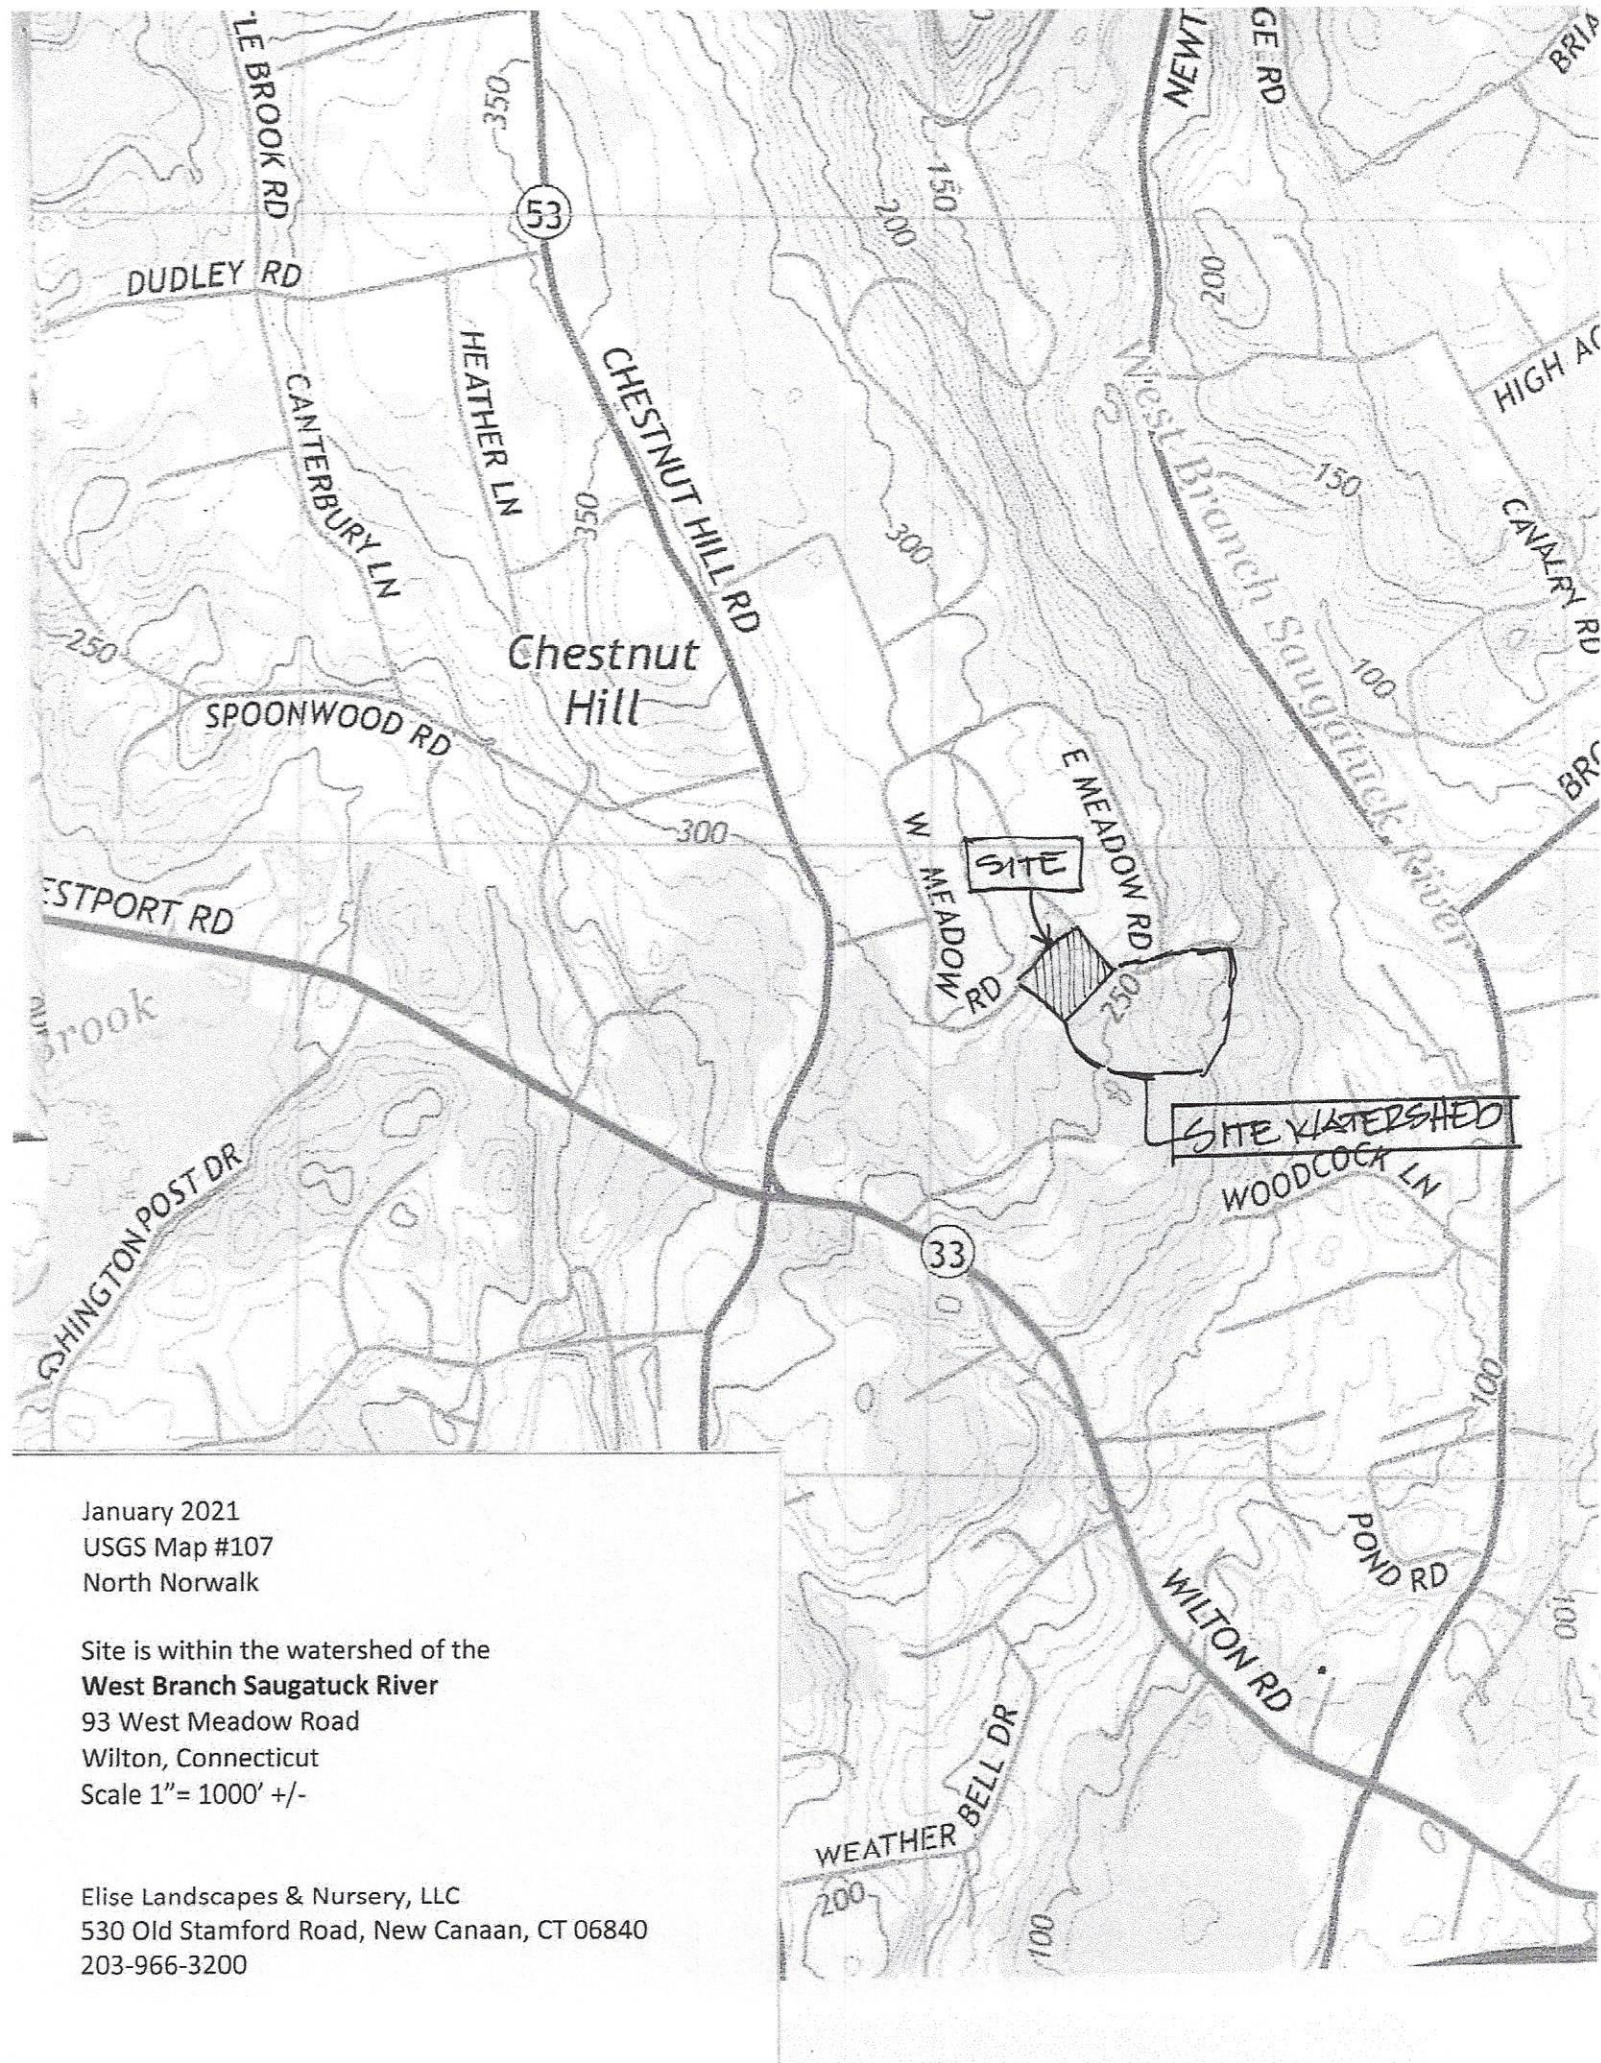 LE BROOK RD
350
53
NEWT
GE RD
BRIA
150
200
DUDLEY RD
200
HEATHER LN
CANTERBURY LN
CHESTNUT HILL RD
350
300
West Branch Saugatuck River
150
HIGH AC
CAVALRY RD
100
250
Chestnut
Hill
SPOONWOOD RD
300
E MEADOW RD
W MEADOW RD
SITE
250
BRO
ESTPORT RD
Brook
SITE WATERSHED
WOODCOCK LN
SHINGTON POST DR
33
100
POND RD
WILTON RD
100
WEATHER BELL DR
200
100
January 2021
USGS Map #107
North Norwalk
Site is within the watershed of the
West Branch Saugatuck River
93 West Meadow Road
Wilton, Connecticut
Scale 1"= 1000' +/-
Elise Landscapes & Nursery, LLC
530 Old Stamford Road, New Canaan, CT 06840
203-966-3200